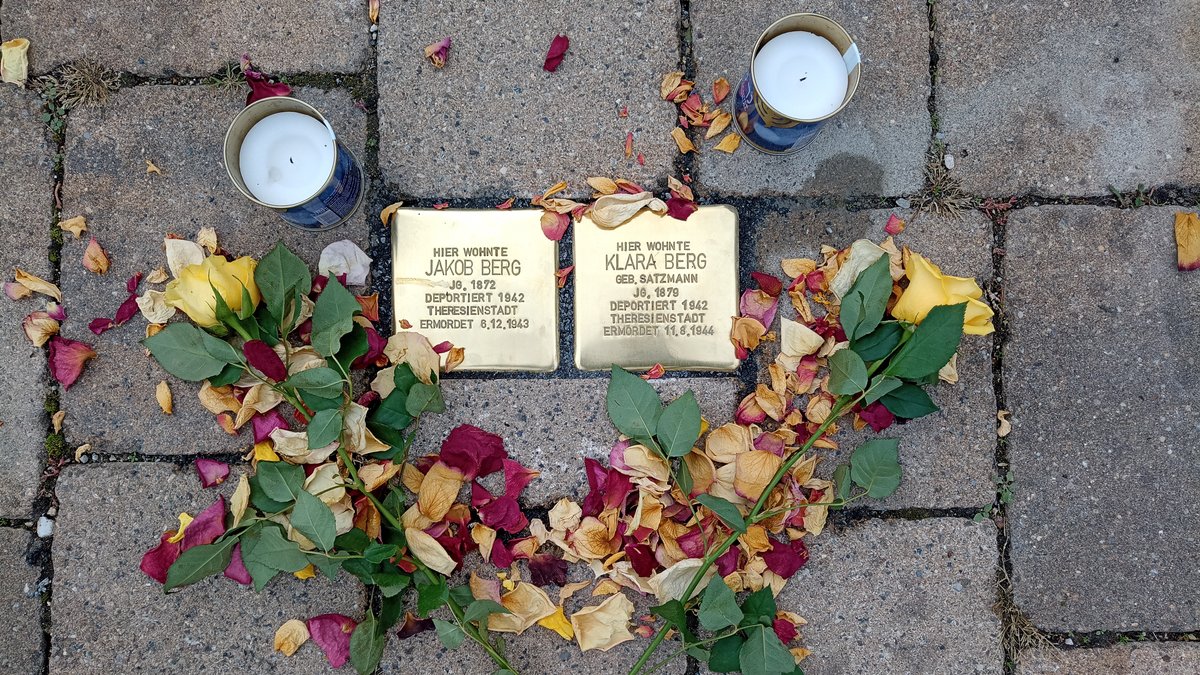 HIER WOHNTE
JAKOB BERG
JG. 1872
DEPORTIERT 1942
THERESIENSTADT
ERMORDET 6.12.1943
HIER WOHNTE
KLARA BERG
GEB. SATZMANN
JG. 1879
DEPORTIERT 1942
THERESIENSTADT
ERMORDET 11.8.1944